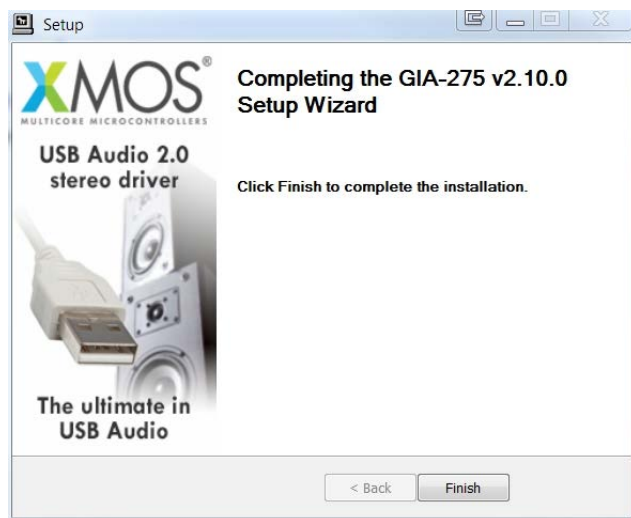 Setup
XMOS®
MULTICORE MICROCONTROLLERS
USB Audio 2.0
stereo driver
The ultimate in
USB Audio
Completing the GIA-275 v2.10.0
Setup Wizard
Click Finish to complete the installation.
< Back
Finish